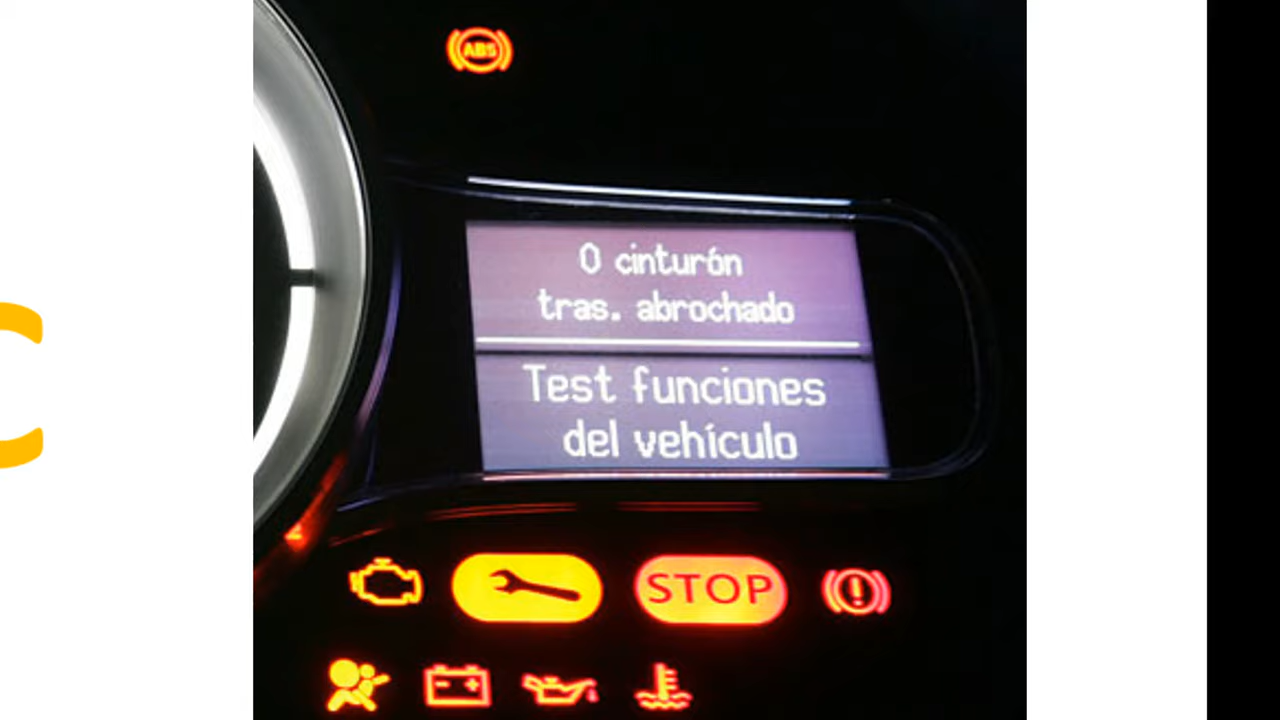 ABS
0 cinturón
tras. abrochado
Test funciones
del vehículo
STOP